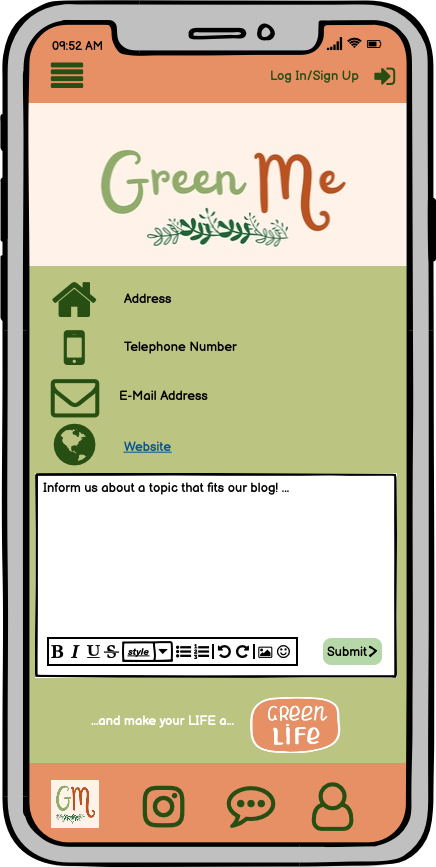 09:52 AM
Log In/Sign Up
Green Me
Address
Telephone Number
E-Mail Address
Website
Inform us about a topic that fits our blog! ...
B I U S style
Submit
...and make your LIFE a...
GReen
LiFe
GM